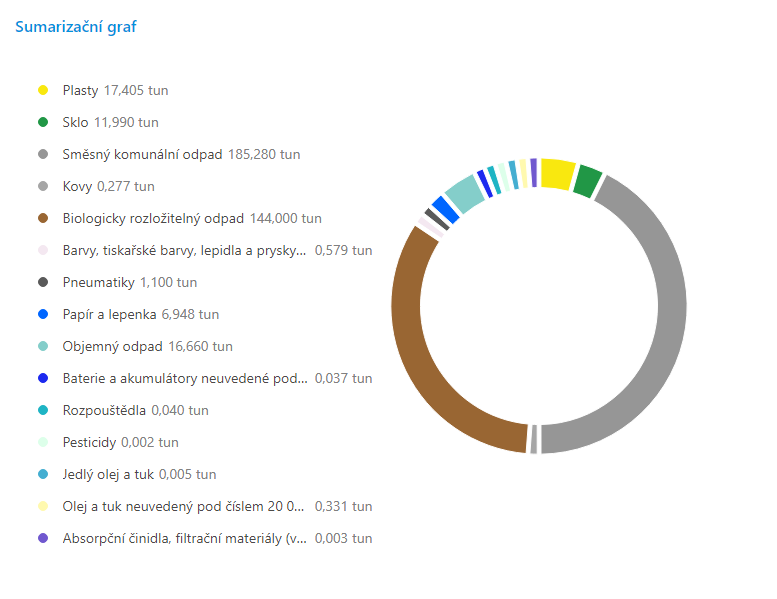 Sumarizační graf
Plasty 17,405 tun
Sklo 11,990 tun
Směsný komunální odpad 185,280 tun
Kovy 0,277 tun
Biologicky rozložitelný odpad 144,000 tun
Barvy, tiskařské barvy, lepidla a prysky... 0,579 tun
Pneumatiky 1,100 tun
Papír a lepenka 6,948 tun
Objemný odpad 16,660 tun
Baterie a akumulátory neuvedené pod... 0,037 tun
Rozpouštědla 0,040 tun
Pesticidy 0,002 tun
Jedlý olej a tuk 0,005 tun
Olej a tuk neuvedený pod číslem 20 0... 0,331 tun
Absorpční činidla, filtrační materiály (v... 0,003 tun